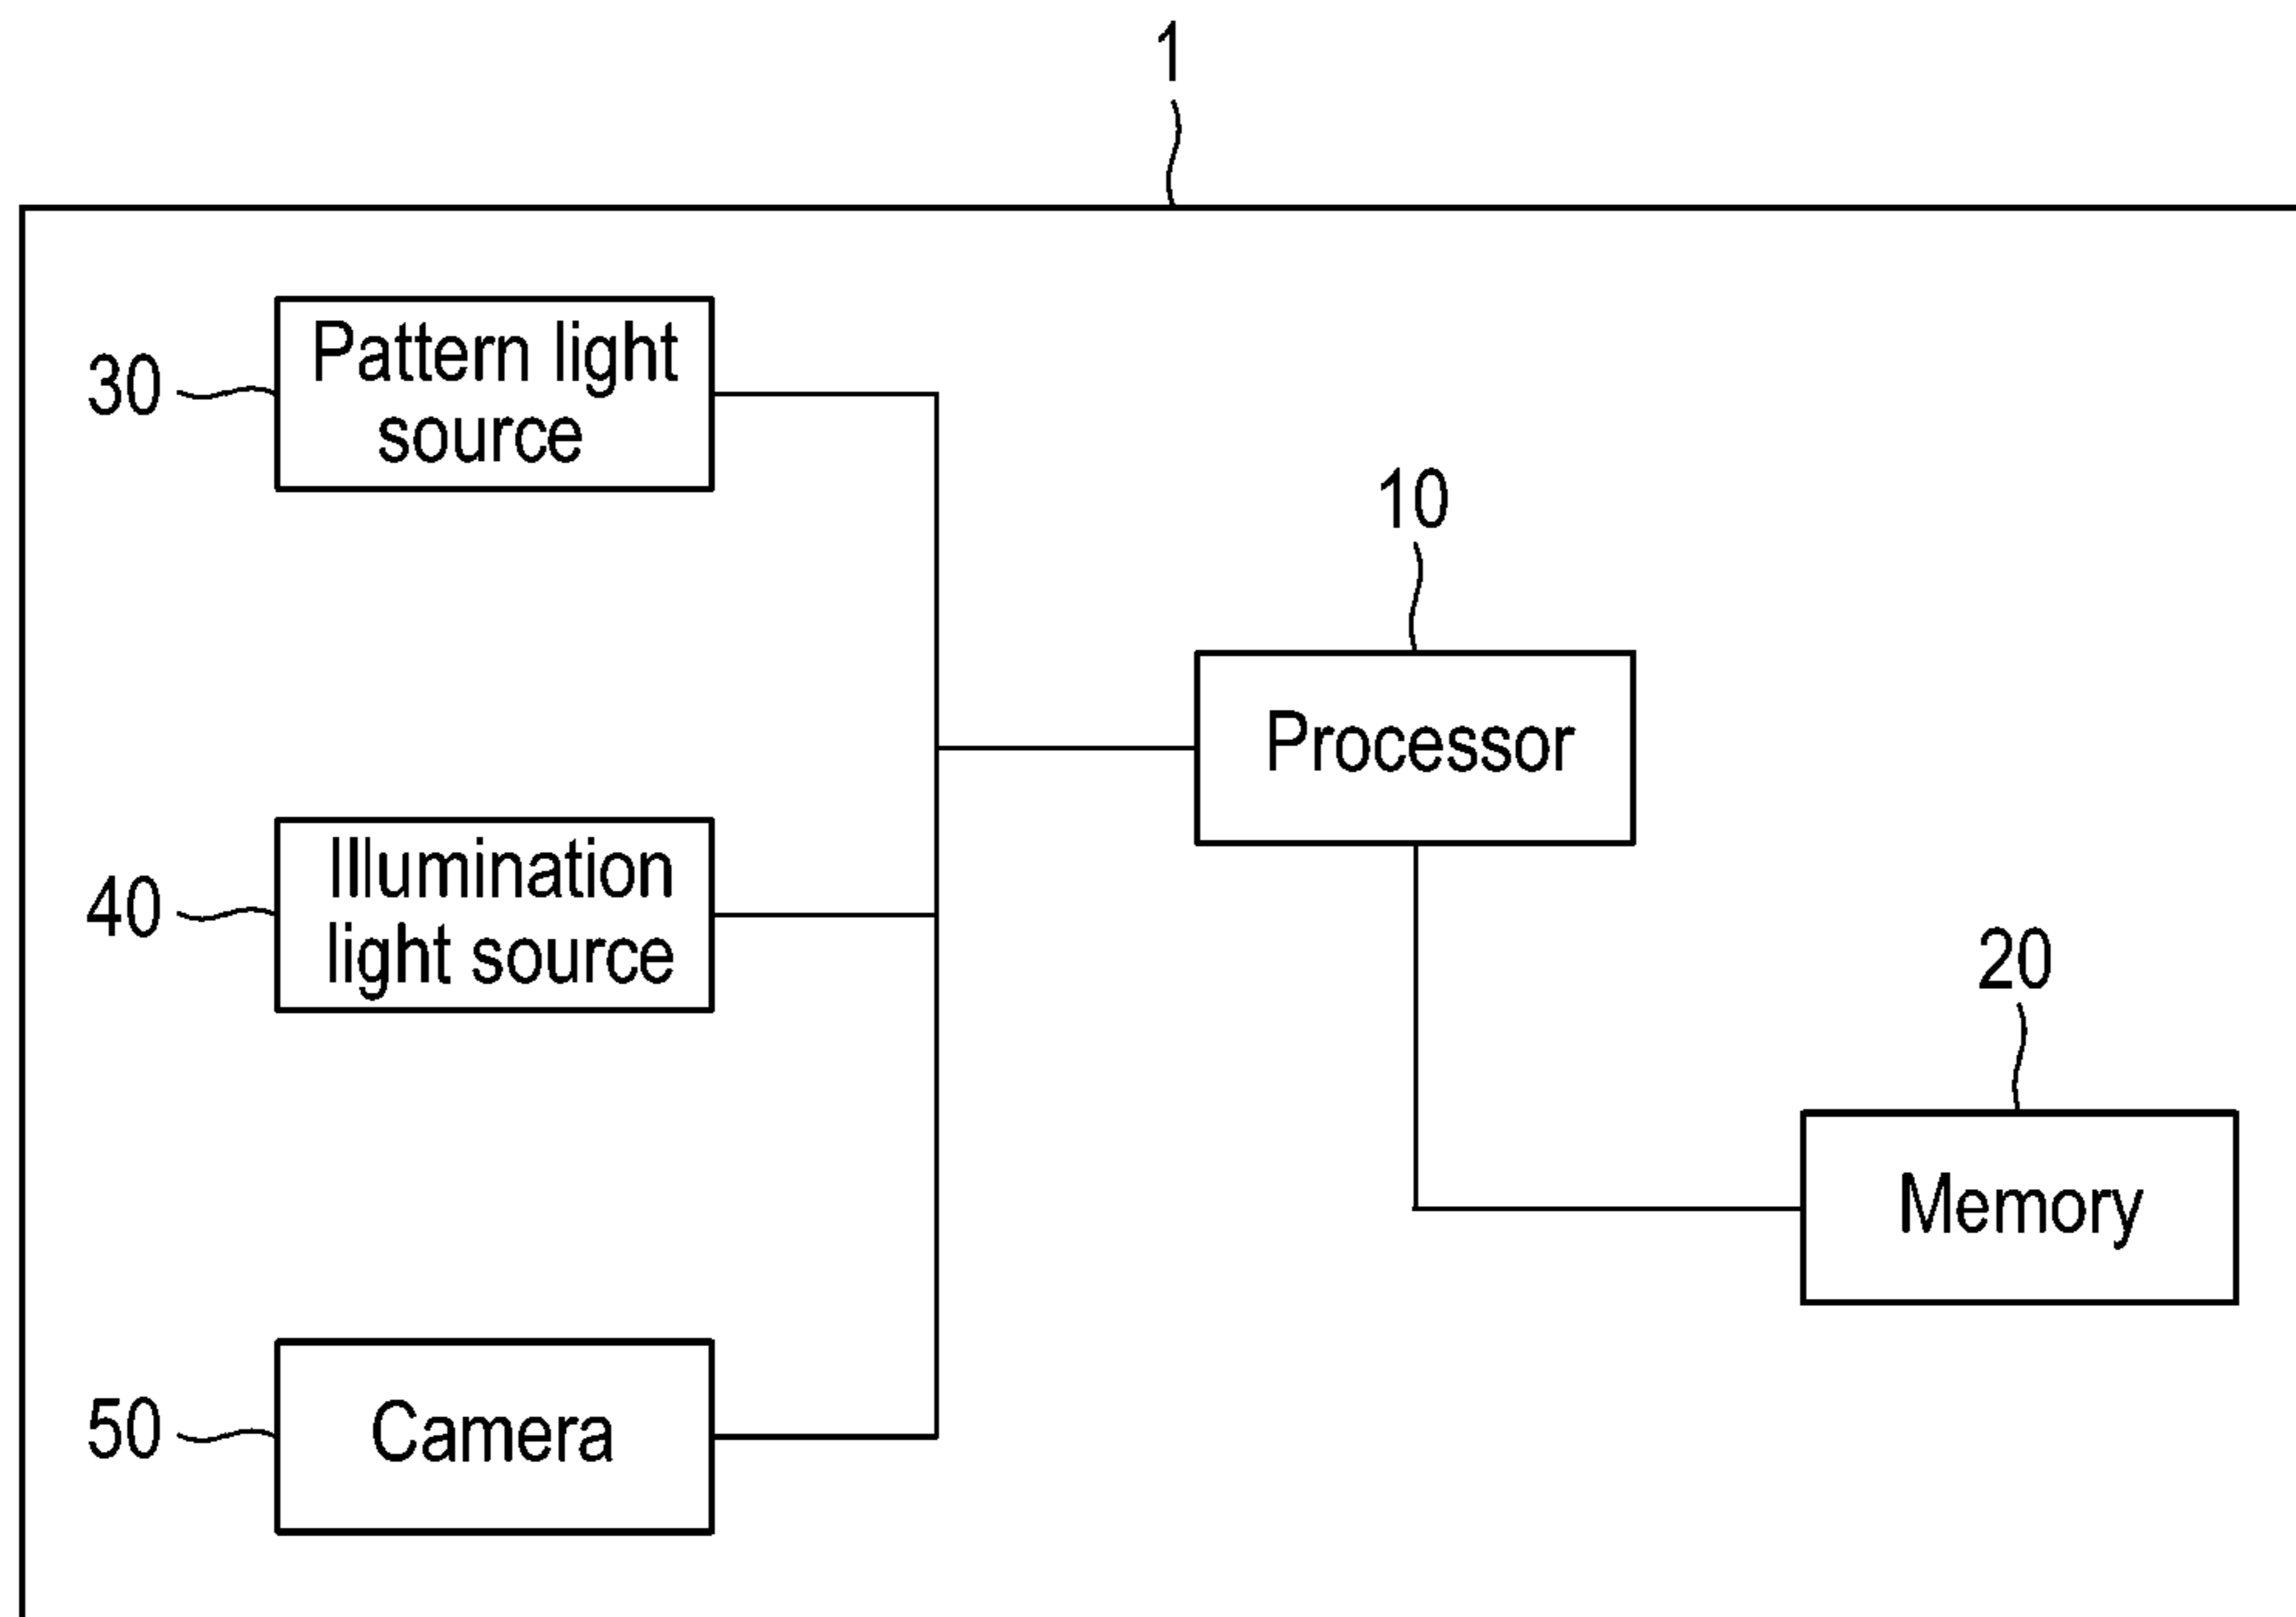 1
30
Pattern light
source
10
Processor
40
Illumination
light source
20
Memory
50
Camera